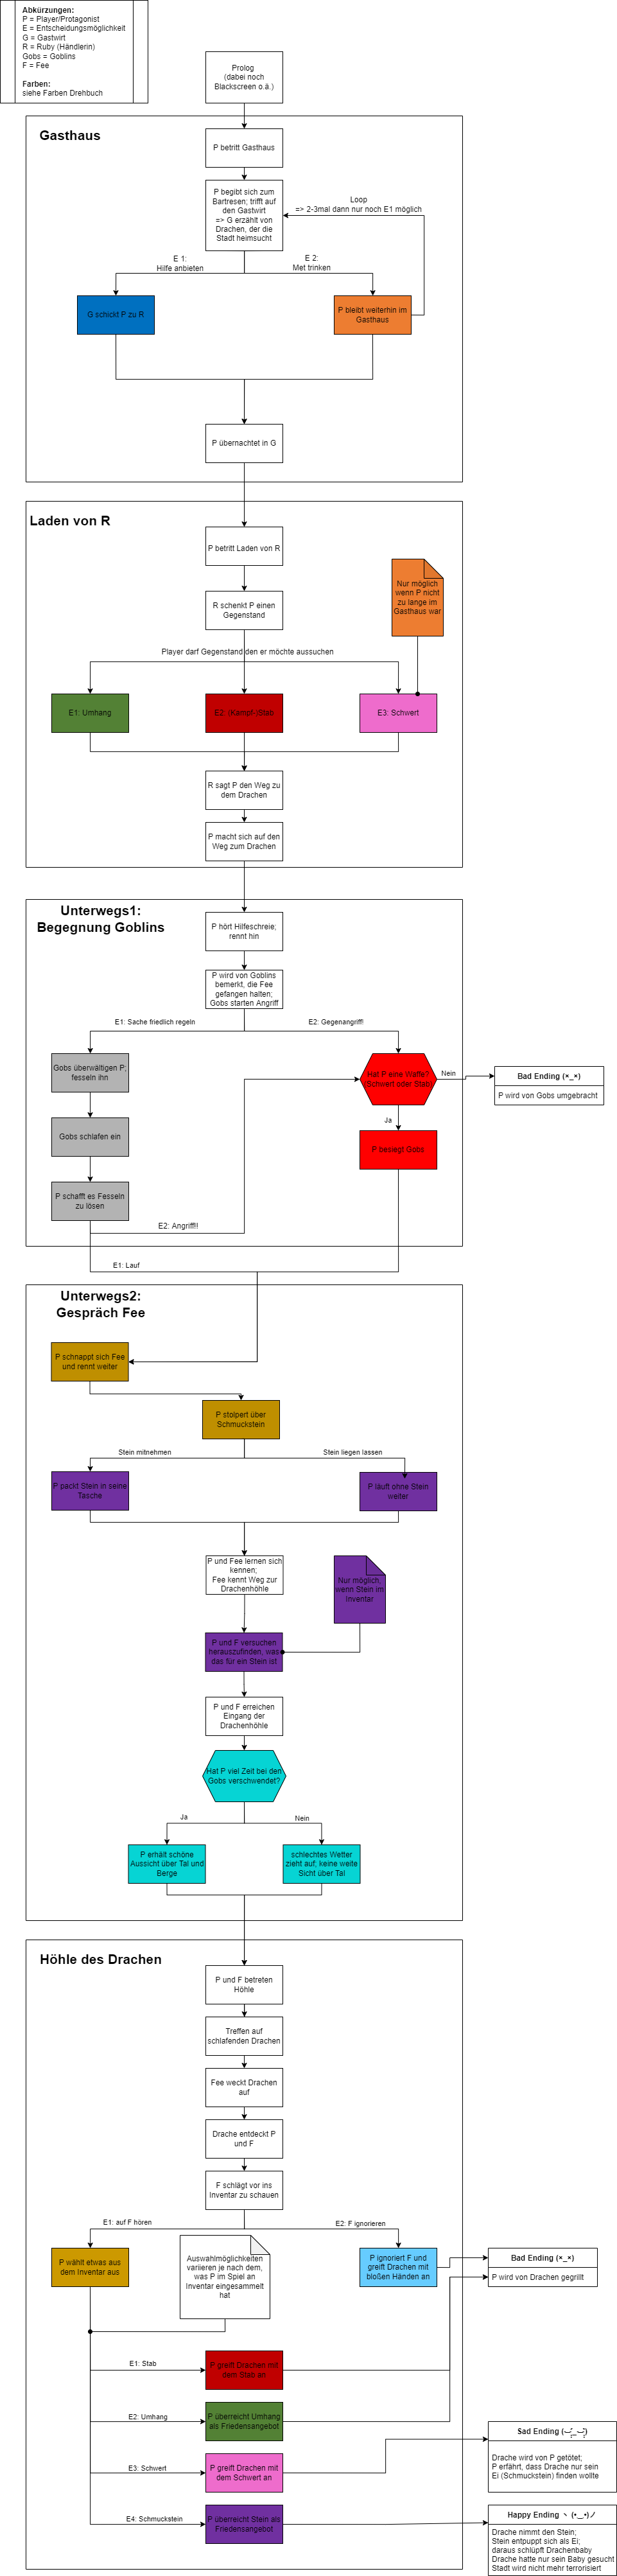 Abkürzungen:
P = Player/Protagonist
E = Entscheidungsmöglichkeit
G = Gastwirt
R = Ruby (Händlerin)
Gobs = Goblins
F = Fee
Farben:
siehe Farben Drehbuch
Prolog
(dabei noch
Blackscreen o.ä.)
Gasthaus
P betritt Gasthaus
P begibt sich zum
Bartresen; trifft auf
den Gastwirt
=> G erzählt von
Drachen, der die
Stadt heimsucht
Loop
=> 2-3mal dann nur noch E1 möglich
E 1:
Hilfe anbieten
E 2:
Met trinken
G schickt P zu R
P bleibt weiterhin im
Gasthaus
P übernachtet in G
Laden von R
P betritt Laden von R
R schenkt P einen
Gegenstand
Nur möglich
wenn P nicht
zu lange im
Gasthaus war
Player darf Gegenstand den er möchte aussuchen
E1: Umhang
E2: (Kampf-)Stab
E3: Schwert
R sagt P den Weg zu
dem Drachen
P macht sich auf den
Weg zum Drachen
Unterwegs1:
Begegnung Goblins
P hört Hilfeschreie;
rennt hin
P wird von Goblins
bemerkt, die Fee
gefangen halten;
Gobs starten Angriff
E1: Sache friedlich regeln
E2: Gegenangriff!
Gobs überwältigen P;
fesseln ihn
Hat P eine Waffe?
Schwert oder Stab
Nein
Bad Ending (×_×)
P wird von Gobs umgebracht
Ja
Gobs schlafen ein
P besiegt Gobs
P schafft es Fesseln
zu lösen
E2: Angriff!!
E1: Lauf
Unterwegs2:
Gespräch Fee
P schnappt sich Fee
und rennt weiter
P stolpert über
Schmuckstein
Stein mitnehmen
Stein liegen lassen
P packt Stein in seine
Tasche
P läuft ohne Stein
weiter
P und Fee lernen sich
kennen;
Fee kennt Weg zur
Drachenhöhle
Nur möglich,
wenn Stein im
Inventar
P und F versuchen
herauszufinden, was
das für ein Stein ist
P und F erreichen
Eingang der
Drachenhöhle
Hat P viel Zeit bei den
Gobs verschwendet?
Ja
Nein
P erhält schöne
Aussicht über Tal und
Berge
schlechtes Wetter
zieht auf; keine weite
Sicht über Tal
Höhle des Drachen
P und F betreten
Höhle
Treffen auf
schlafenden Drachen
Fee weckt Drachen
auf
Drache entdeckt P
und F
F schlägt vor ins
Inventar zu schauen
E1: auf F hören
E2: F ignorieren
P wählt etwas aus
dem Inventar aus
Auswahlmöglichkeiten
variieren je nach dem,
was P im Spiel an
Inventar eingesammelt
hat
P ignoriert F und
greift Drachen mit
bloßen Händen an
Bad Ending (×_×)
P wird von Drachen gegrillt
E1: Stab
P greift Drachen mit
dem Stab an
E2: Umhang
P überreicht Umhang
als Friedensangebot
E3: Schwert
P greift Drachen mit
dem Schwert an
Sad Ending
Drache wird von P getötet;
P erfährt, dass Drache nur sein
Ei (Schmuckstein) finden wollte
E4: Schmuckstein
P überreicht Stein als
Friedensangebot
Happy Ending ヽ (•‿•)ノ
Drache nimmt den Stein;
Stein entpuppt sich als Ei;
daraus schlüpft Drachenbaby
Drache hatte nur sein Baby gesucht
Stadt wird nicht mehr terrorisiert